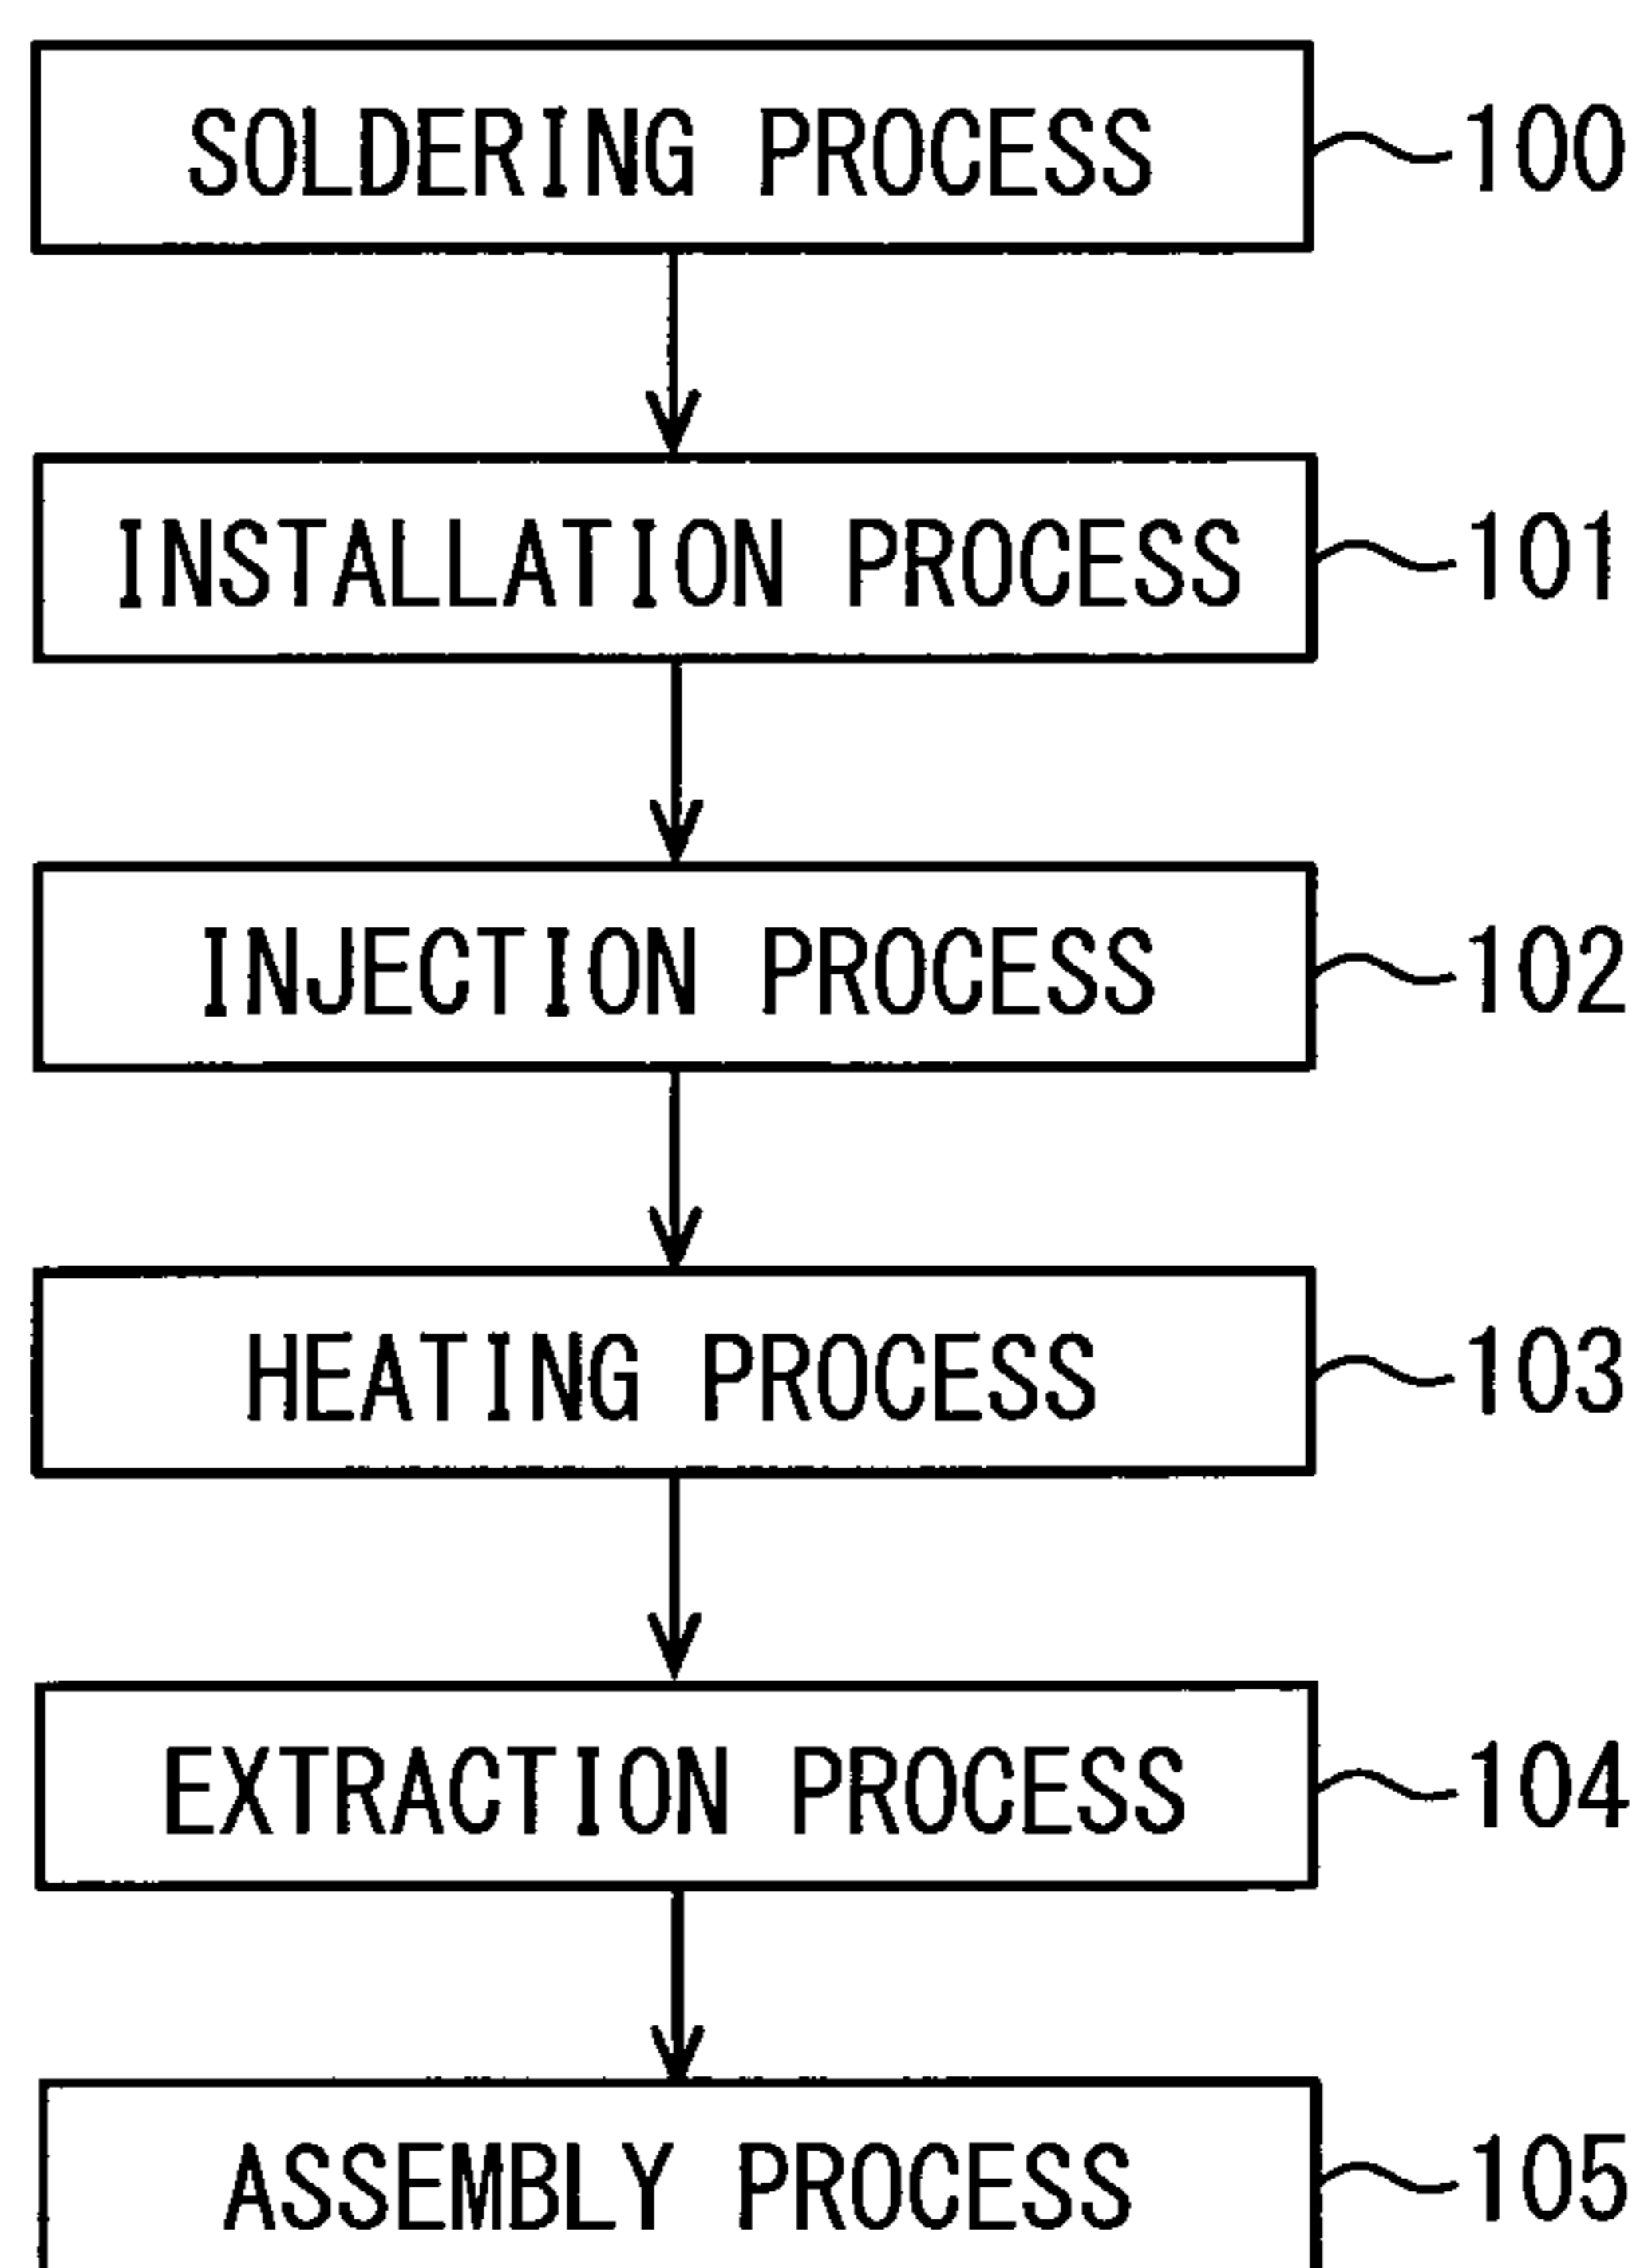 SOLDERING PROCESS 100
INSTALLATION PROCESS 101
INJECTION PROCESS 102
HEATING PROCESS 103
EXTRACTION PROCESS 104
ASSEMBLY PROCESS 105